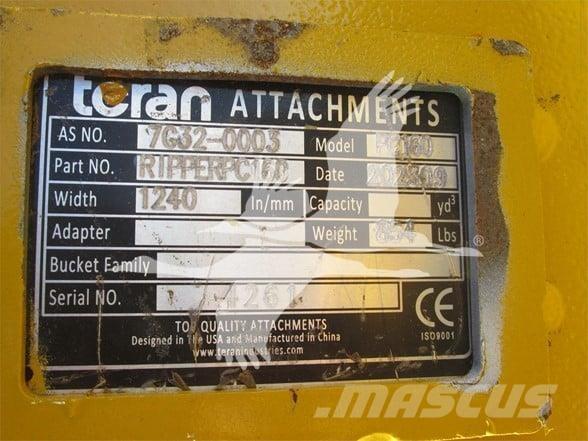 teran ATTACHMENTS
AS NO. 7G32-0003 Model PC160
Part NO. RIPPERPC160 Date
Width 1240 In/mm Capacity yd³
Adapter Weight Lbs
Bucket Family
Serial NO. 4261
TOP QUALITY ATTACHMENTS
Designed in The USA and Manufactured in China
www.teranindustries.com
CE
ISO9001
®
MASCUS